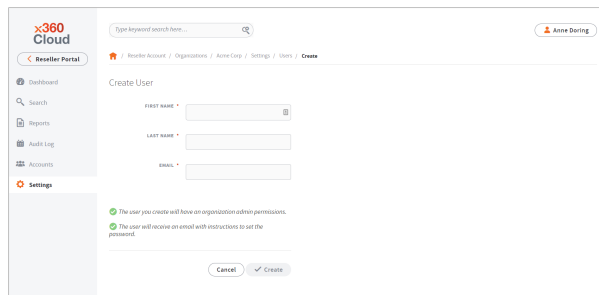 x360
Cloud
Reseller Portal
Dashboard
Search
Reports
Audit Log
Accounts
Settings
Type keyword search here...
Anne Doring
/ Reseller Account / Organizations / Acme Corp / Settings / Users / Create
Create User
FIRST NAME *
LAST NAME *
EMAIL *
The user you create will have an organization admin permissions.
The user will receive an email with instructions to set the
password.
Cancel
Create